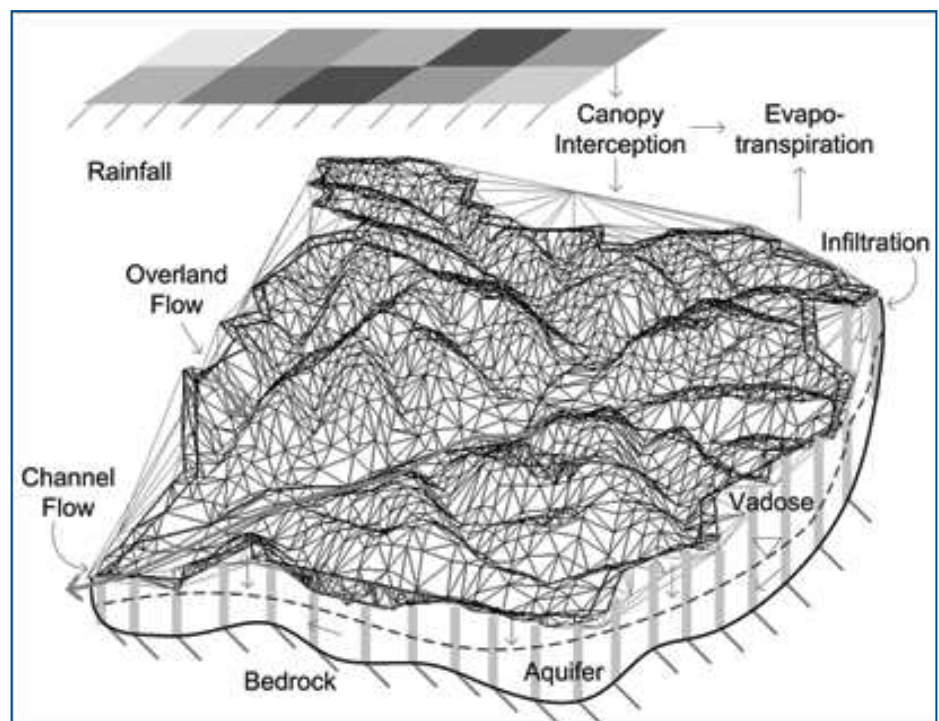 Canopy
Interception
Evapo-
transpiration
Rainfall
Infiltration
Overland
Flow
Channel
Flow
Vadose
Aquifer
Bedrock